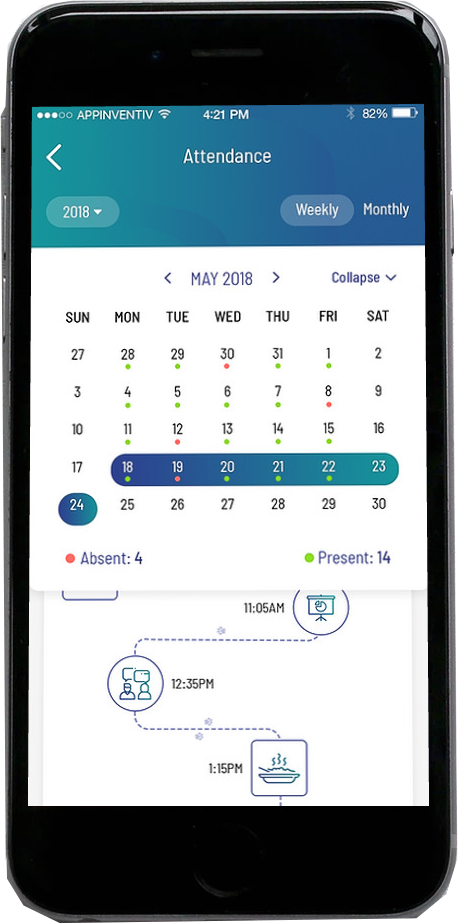 APPINVENTIV 4:21 PM 82%
Attendance
2018 Weekly Monthly
MAY 2018 Collapse
SUN MON TUE WED THU FRI SAT
27 28 29 30 31 1 2
3 4 5 6 7 8 9
10 11 12 13 14 15 16
17 18 19 20 21 22 23
24 25 26 27 28 29 30
Absent: 4 Present: 14
11:05AM
12:35PM
1:15PM